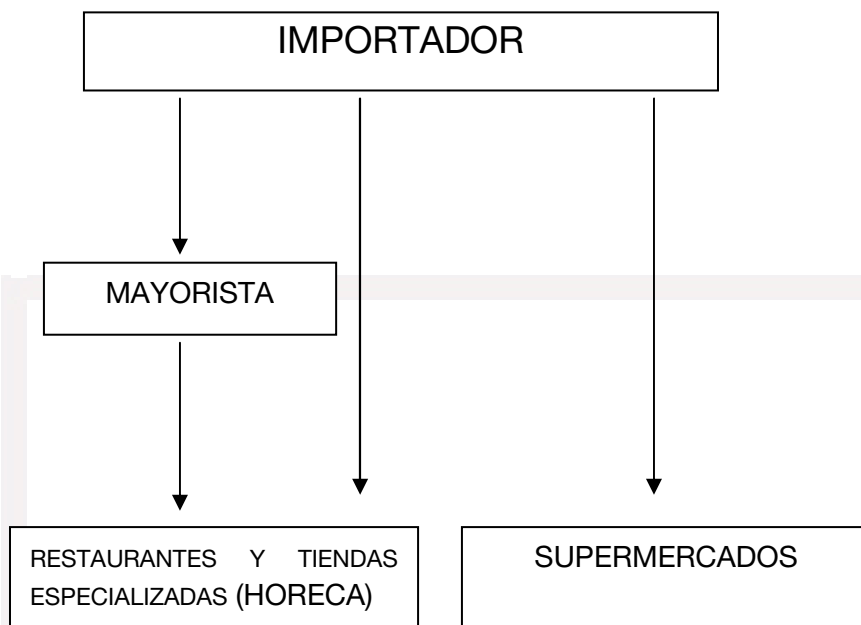 IMPORTADOR
MAYORISTA
RESTAURANTES Y TIENDAS
ESPECIALIZADAS (HORECA)
SUPERMERCADOS